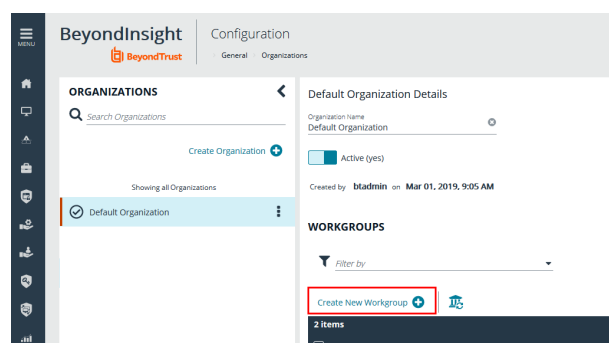 MENU
BeyondInsight
BeyondTrust
Configuration
General Organizations
ORGANIZATIONS
Search Organizations
Create Organization
Showing all Organizations
Default Organization
Default Organization Details
Organization Name
Default Organization
Active (yes)
Created by btadmin on Mar 01, 2019, 9:05 AM
WORKGROUPS
Filter by
Create New Workgroup
2 items